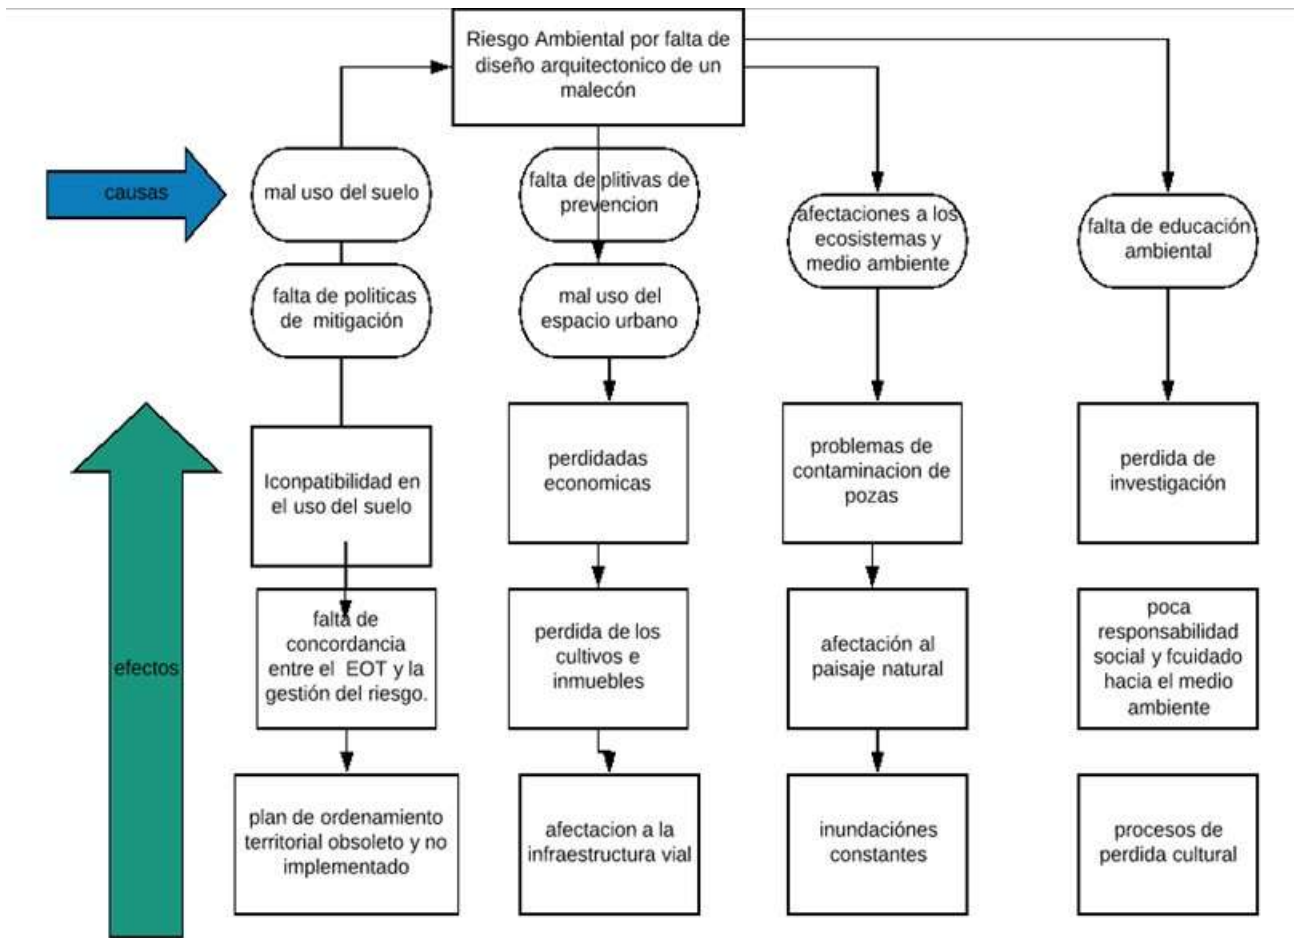 Riesgo Ambiental por falta de
diseño arquitectonico de un
malecón
causas
mal uso del suelo
falta de plitivas de
prevencion
afectaciones a los
ecosistemas y
medio ambiente
falta de educación
ambiental
falta de politicas
de mitigación
mal uso del
espacio urbano
Iconpatibilidad en
el uso del suelo
perdidadas
economicas
problemas de
contaminacion de
pozas
perdida de
investigación
efectos
falta de
concordancia
entre el EOT y la
gestión del riesgo.
perdida de los
cultivos e
inmuebles
afectación al
paisaje natural
poca
responsabilidad
social y fcuidado
hacia el medio
ambiente
plan de ordenamiento
territorial obsoleto y no
implementado
afectacion a la
infraestructura vial
inundaciónes
constantes
procesos de
perdida cultural